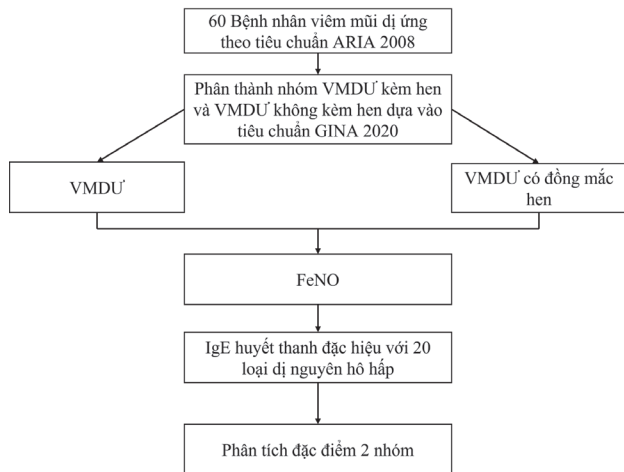 60 Bệnh nhân viêm mũi dị ứng
theo tiêu chuẩn ARIA 2008
Phân thành nhóm VMDƯ kèm hen
và VMDƯ không kèm hen dựa vào
tiêu chuẩn GINA 2020
VMDƯ
VMDƯ có đồng mắc
hen
FeNO
IgE huyết thanh đặc hiệu với 20
loại dị nguyên hô hấp
Phân tích đặc điểm 2 nhóm